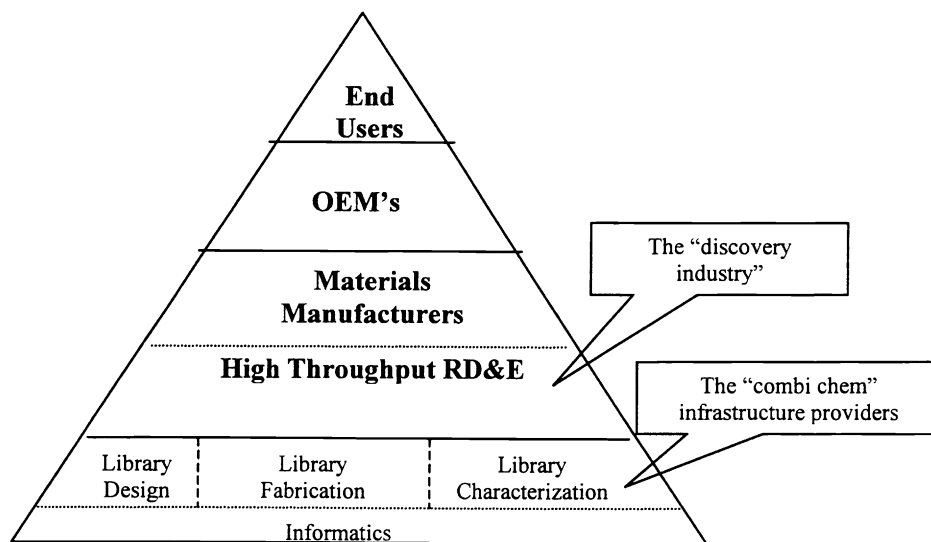 End
Users
OEM's
The "discovery
industry"
Materials
Manufacturers
High Throughput RD&E
The "combi chem"
infrastructure providers
Library
Design
Library
Fabrication
Library
Characterization
Informatics